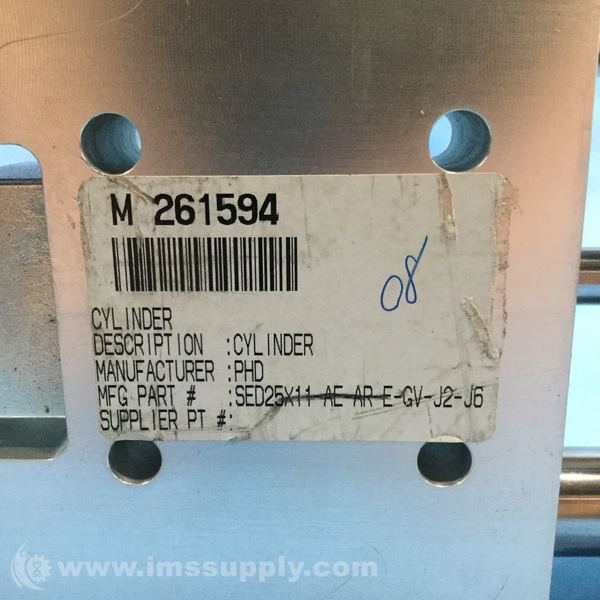 M 261594
08
CYLINDER
DESCRIPTION :CYLINDER
MANUFACTURER :PHD
MFG PART # :SED25X11-AE-AR-E-GV-J2-J6
SUPPLIER PT #:
www.imssupply.com